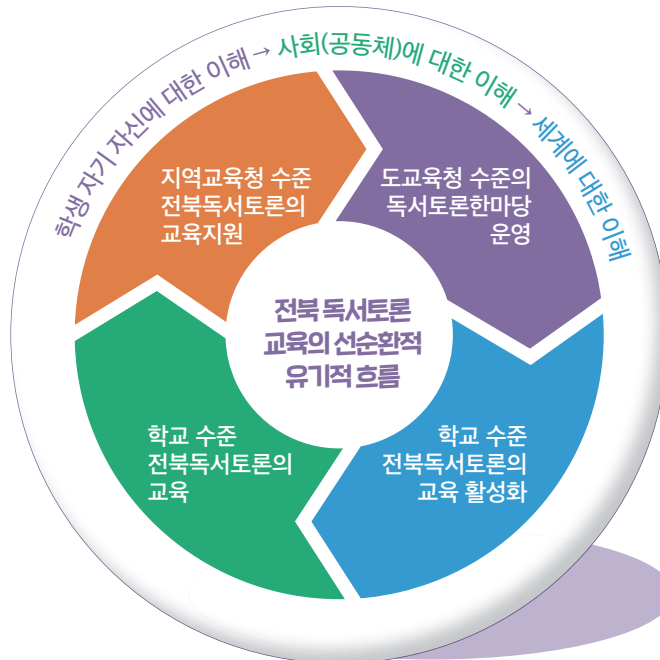 학생 자기 자신에 대한 이해 → 사회(공동체)에 대한 이해 → 세계에 대한 이해
지역교육청 수준
전북독서토론의
교육지원
도교육청 수준의
독서토론한마당
운영
전북 독서토론
교육의 선순환적
유기적 흐름
학교 수준
전북독서토론의
교육
학교 수준
전북독서토론의
교육 활성화